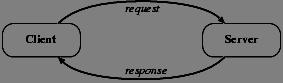 request
Client
Server
response